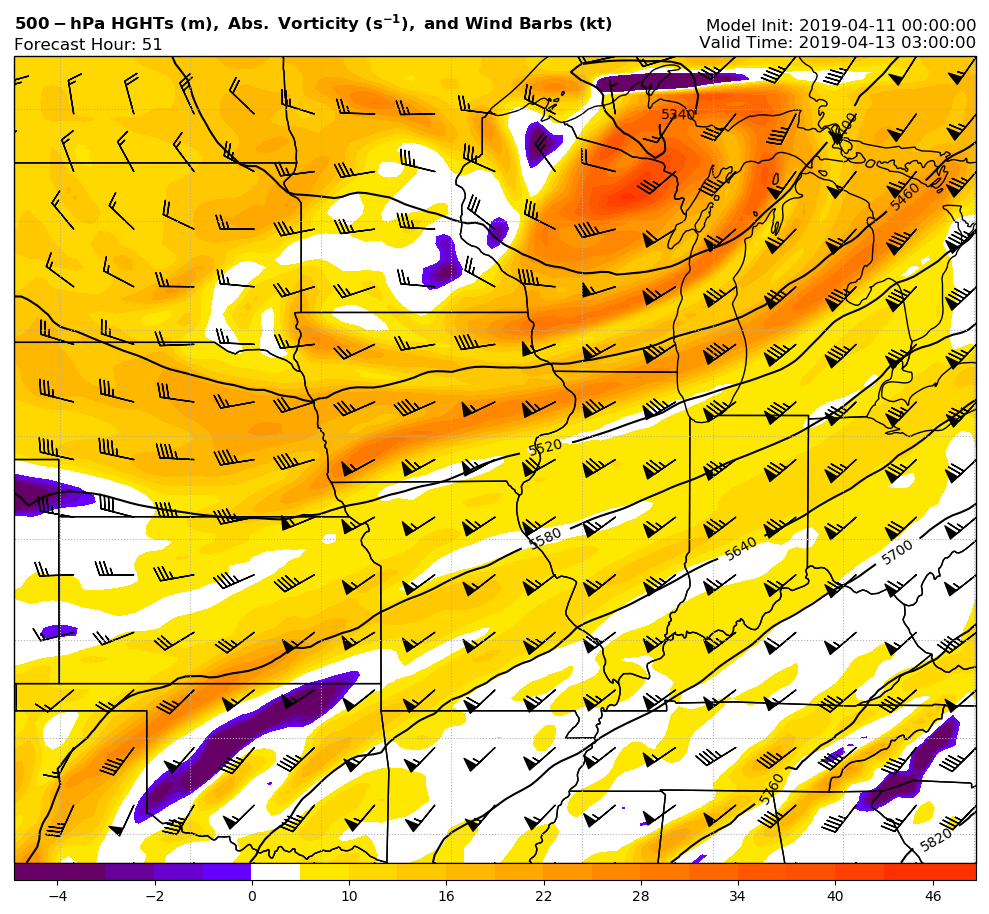 500−hPa HGHTs (m), Abs. Vorticity (s⁻¹), and Wind Barbs (kt)
Forecast Hour: 51
Model Init: 2019-04-11 00:00:00
Valid Time: 2019-04-13 03:00:00
5340
5400
5460
5520
5580
5640
5700
5760
5820
−4 −2 0 10 16 22 28 34 40 46